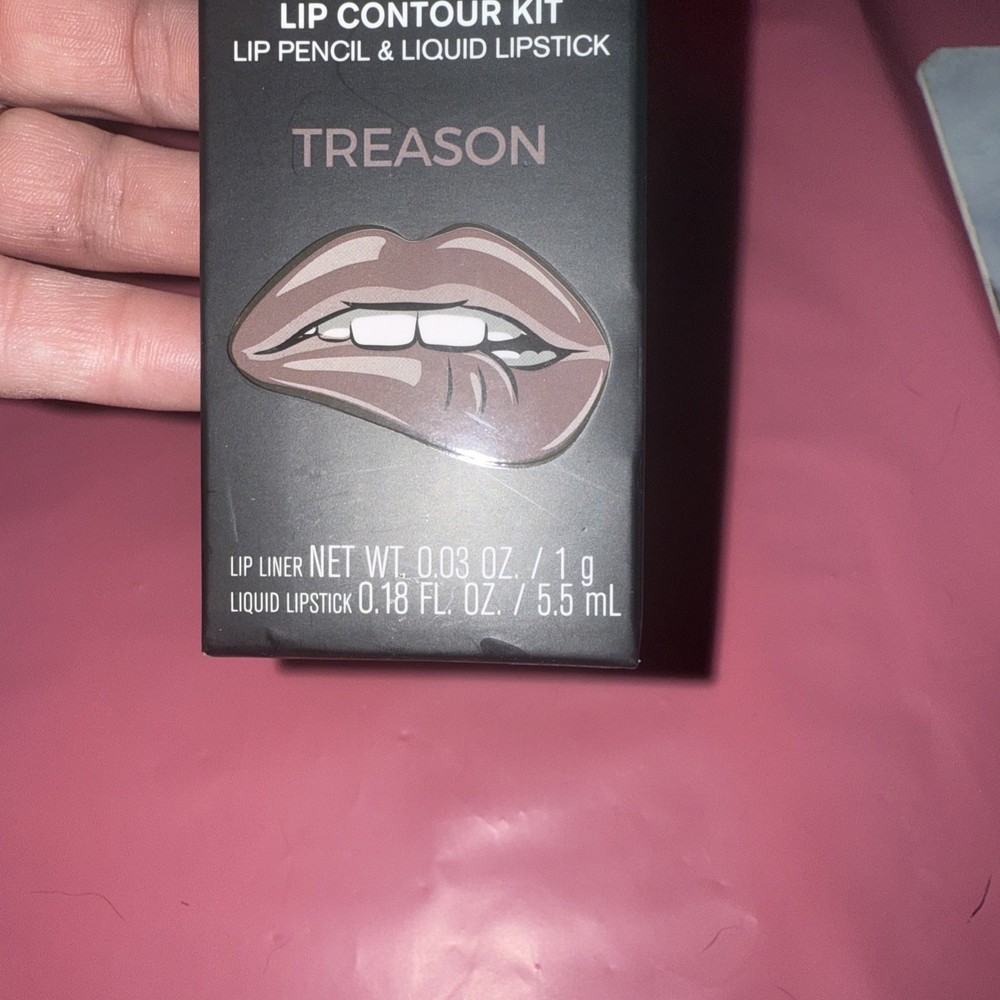 LIP CONTOUR KIT
LIP PENCIL & LIQUID LIPSTICK
TREASON
LIP LINER NET WT. 0.03 OZ. / 1 g
LIQUID LIPSTICK 0.18 FL. OZ. / 5.5 mL